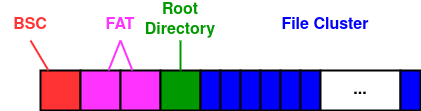 BSC
FAT
Root
Directory
File Cluster
...